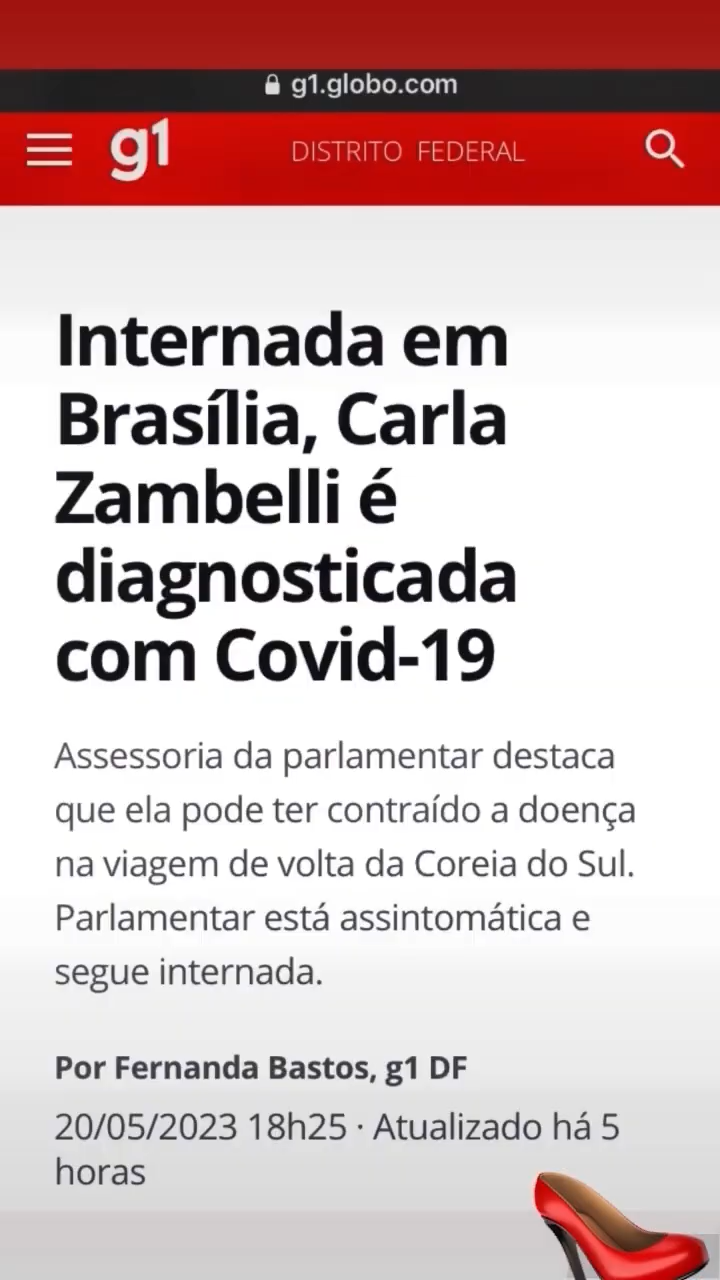 g1.globo.com
g1
DISTRITO FEDERAL
Internada em
Brasília, Carla
Zambelli é
diagnosticada
com Covid-19
Assessoria da parlamentar destaca
que ela pode ter contraído a doença
na viagem de volta da Coreia do Sul.
Parlamentar está assintomática e
segue internada.
Por Fernanda Bastos, g1 DF
20/05/2023 18h25 · Atualizado há 5
horas